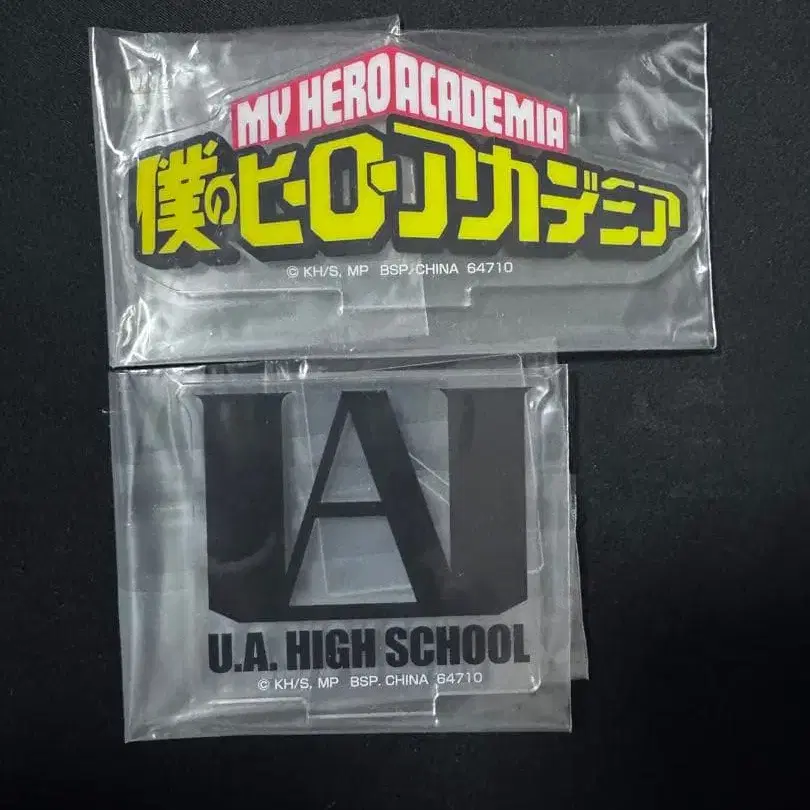 MY HERO ACADEMIA
僕のヒーローアカデミア
© KH/S, MP BSP. CHINA 64710
UA
U.A. HIGH SCHOOL
© KH/S, MP BSP. CHINA 64710